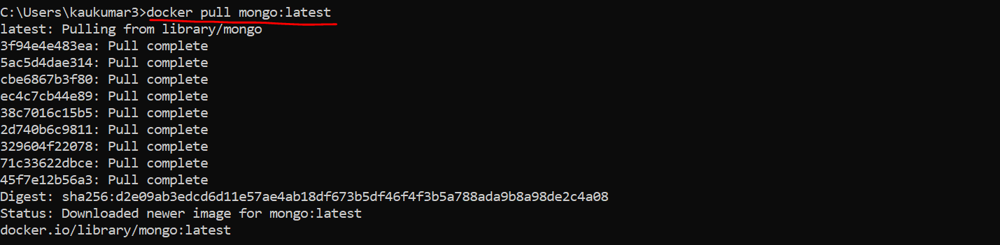 C:\Users\kaukumar3>docker pull mongo:latest
latest: Pulling from library/mongo
3f94e4e483ea: Pull complete
5ac5d4dae314: Pull complete
cbe6867b3f80: Pull complete
ec4c7cb44e89: Pull complete
38c7016c15b5: Pull complete
2d740b6c9811: Pull complete
329604f22078: Pull complete
71c33622dbce: Pull complete
45f7e12b56a3: Pull complete
Digest: sha256:d2e09ab3edcd6d11e57ae4ab18df673b5df46f4f3b5a788ada9b8a98de2c4a08
Status: Downloaded newer image for mongo:latest
docker.io/library/mongo:latest